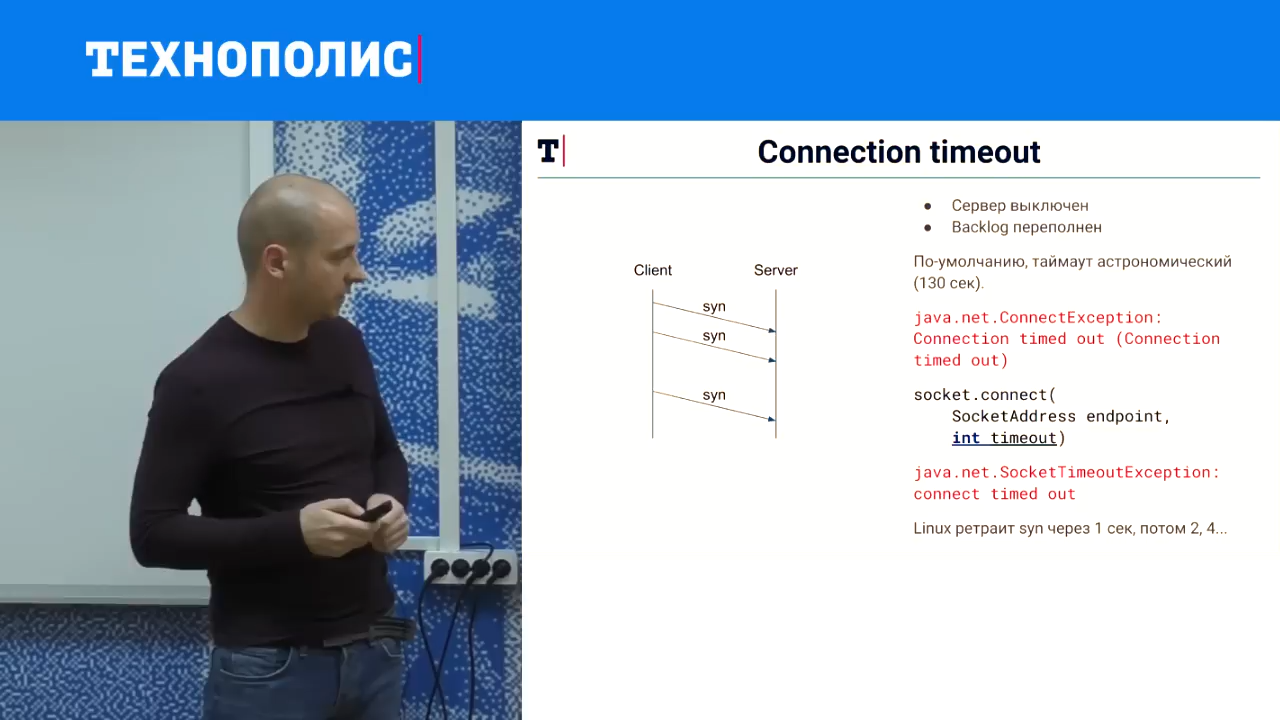 ТЕХНОПОЛИС
T
Connection timeout
● Сервер выключен
● Backlog переполнен
По-умолчанию, таймаут астрономический
(130 сек).
java.net.ConnectException:
Connection timed out (Connection
timed out)
socket.connect(
SocketAddress endpoint,
int timeout)
java.net.SocketTimeoutException:
connect timed out
Linux ретраит syn через 1 сек, потом 2, 4...
Client Server
syn
syn
syn